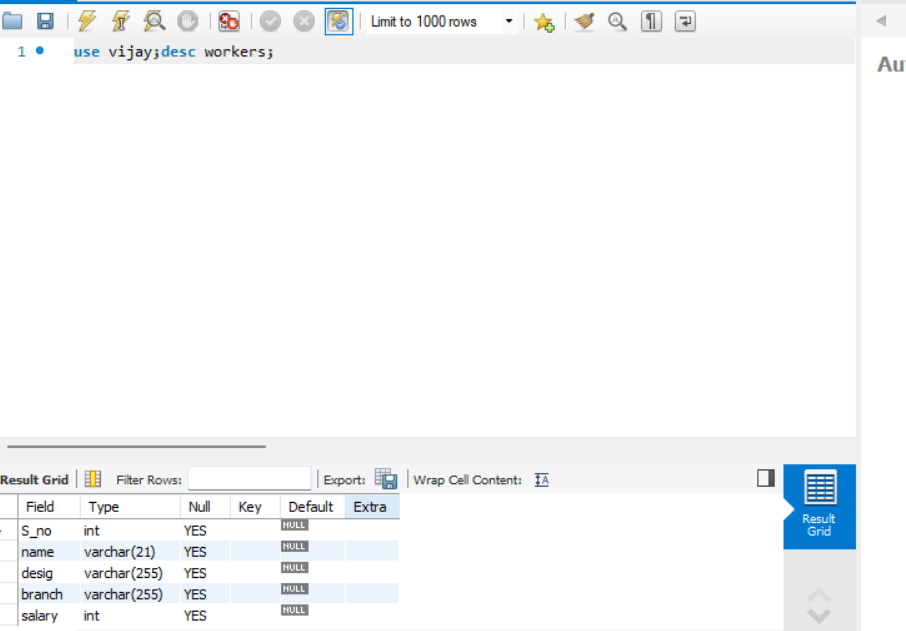 Limit to 1000 rows
1 use vijay;desc workers;
Result Grid Filter Rows: Export: Wrap Cell Content: IA
Field Type Null Key Default Extra
S_no int YES NULL
name varchar(21) YES NULL
desig varchar(255) YES NULL
branch varchar(255) YES NULL
salary int YES NULL
Result
Grid